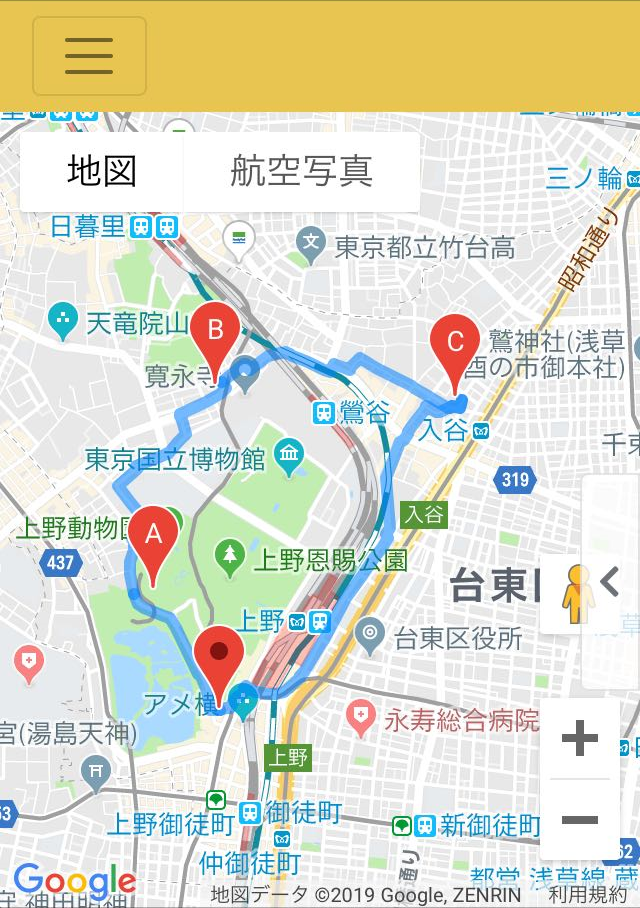 地図
航空写真
三ノ輪
日暮里
東京都立竹台高
昭和通り
天竜院山
B
C
鷲神社(浅草
酉の市御本社)
寛永寺
鶯谷
入谷
千束
東京国立博物館
319
入谷
上野動物園
A
437
上野恩賜公園
台東区
上野
台東区役所
アメ横
永寿総合病院
宮(湯島天神)
上野
上野御徒町
御徒町
新御徒町
仲御徒町
都営 浅草線 蔵
Google
地図データ ©2019 Google, ZENRIN
利用規約